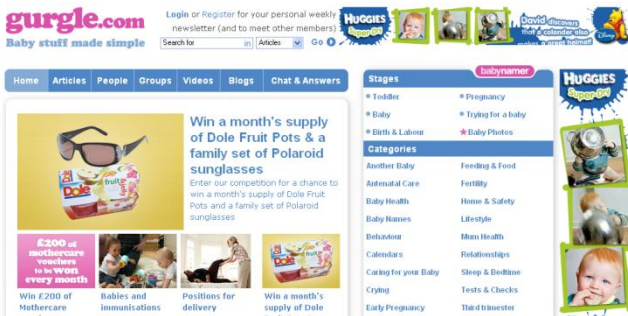 gurgle.com
Baby stuff made simple
Login or Register for your personal weekly
newsletter (and to meet other members)
Search for in Articles Go
HUGGIES
Super-Dry
David discovers
that a colander also
makes a great helmet!
Disney
Home Articles People Groups Videos Blogs Chat & Answers
Win a month's supply
of Dole Fruit Pots & a
family set of Polaroid
sunglasses
Enter our competition for a chance to
win a month's supply of Dole Fruit
Pots and a family set of Polaroid
sunglasses
Dole fruit
£200 of
mothercare
vouchers
to be WON
every month
Win £200 of
Mothercare
Babies and
immunisations
Positions for
delivery
Win a month's
supply of Dole
babynamer
Stages
Toddler Pregnancy
Baby Trying for a baby
Birth & Labour Baby Photos
Categories
Another Baby Feeding & Food
Antenatal Care Fertility
Baby Health Home & Safety
Baby Names Lifestyle
Behaviour Mum Health
Calendars Relationships
Caring for your Baby Sleep & Bedtime
Crying Tests & Checks
Early Pregnancy Third trimester
HUGGIES
Super-Dry